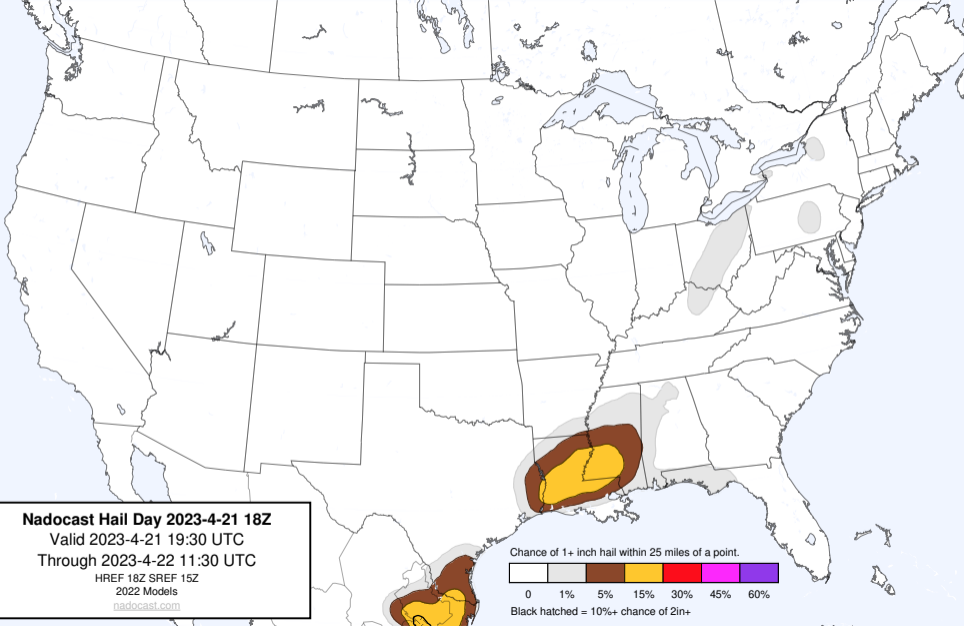 Nadocast Hail Day 2023-4-21 18Z
Valid 2023-4-21 19:30 UTC
Through 2023-4-22 11:30 UTC
HREF 18Z SREF 15Z
2022 Models
nadocast.com
Chance of 1+ inch hail within 25 miles of a point.
0 1% 5% 15% 30% 45% 60%
Black hatched = 10%+ chance of 2in+